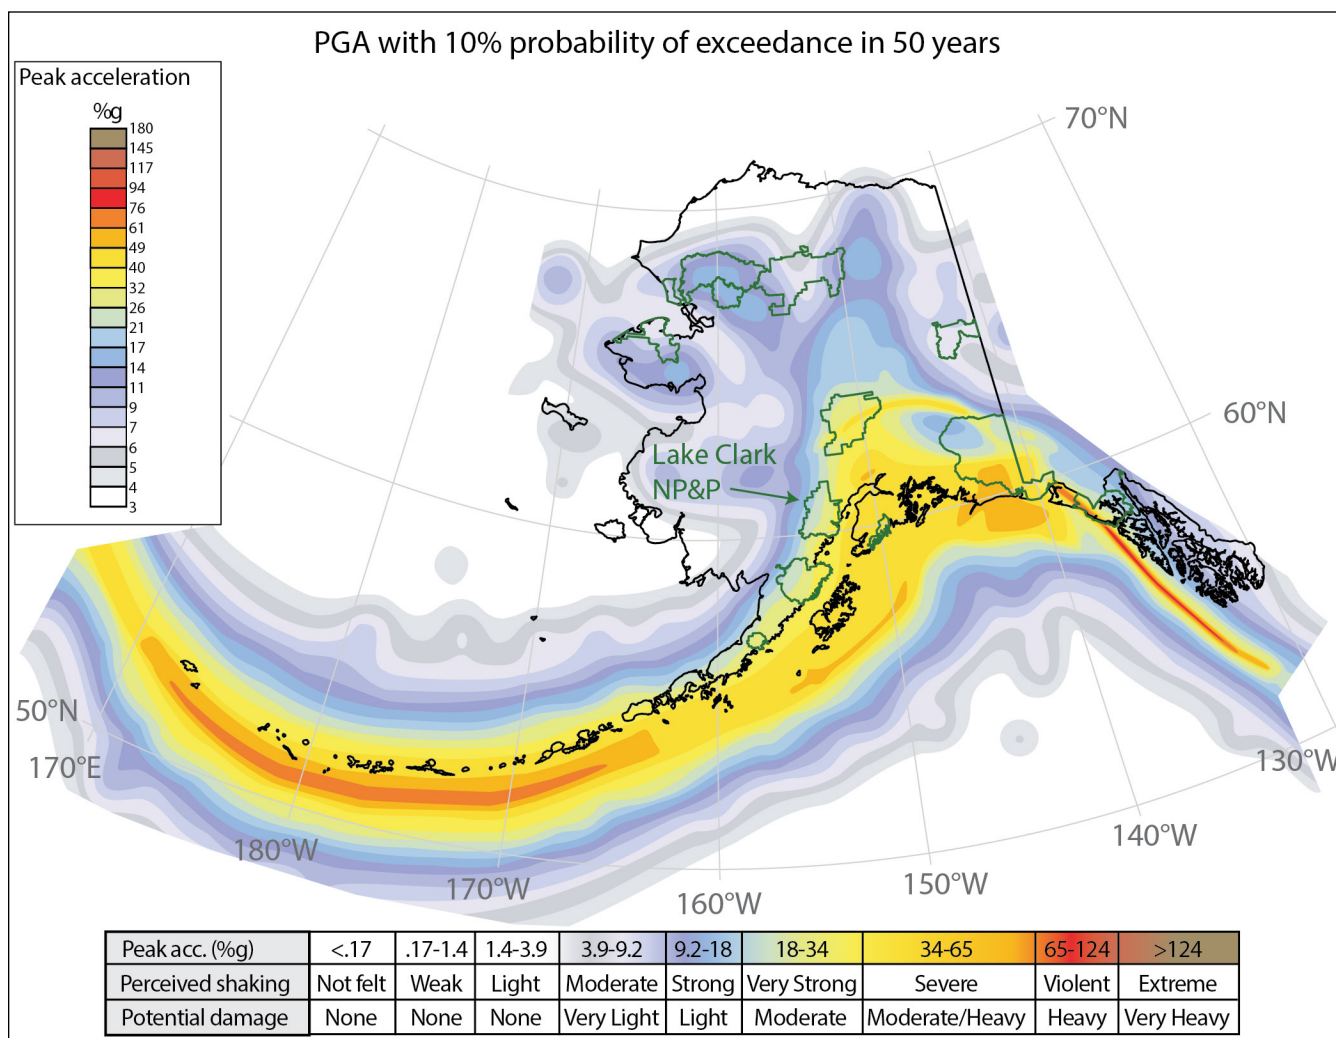 PGA with 10% probability of exceedance in 50 years
Peak acceleration
%g
180
145
117
94
76
61
49
40
32
26
21
17
14
11
9
7
6
5
4
3
70°N
60°N
Lake Clark
NP&P
50°N
170°E
180°W
170°W
160°W
150°W
140°W
130°W
Peak acc. (%g) <.17 .17-1.4 1.4-3.9 3.9-9.2 9.2-18 18-34 34-65 65-124 >124
Perceived shaking Not felt Weak Light Moderate Strong Very Strong Severe Violent Extreme
Potential damage None None None Very Light Light Moderate Moderate/Heavy Heavy Very Heavy